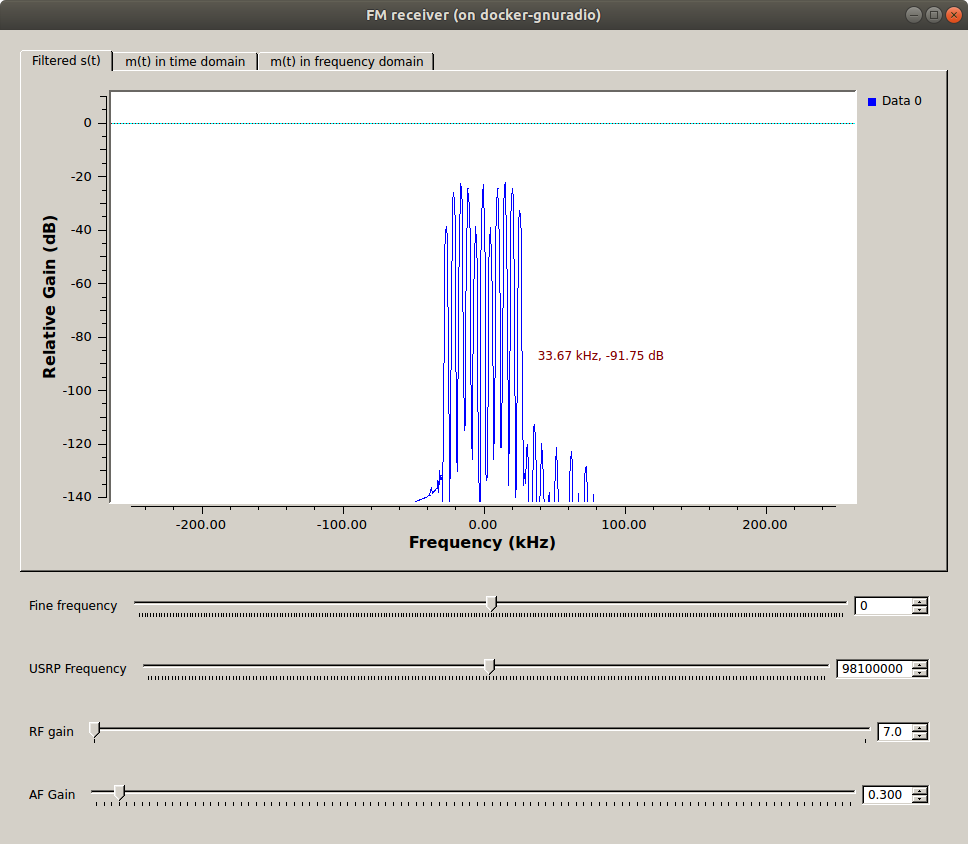 FM receiver (on docker-gnuradio)
Filtered s(t)
m(t) in time domain
m(t) in frequency domain
Data 0
Relative Gain (dB)
0
-20
-40
-60
-80
-100
-120
-140
33.67 kHz, -91.75 dB
-200.00
-100.00
0.00
100.00
200.00
Frequency (kHz)
Fine frequency
0
USRP Frequency
98100000
RF gain
7.0
AF Gain
0.300